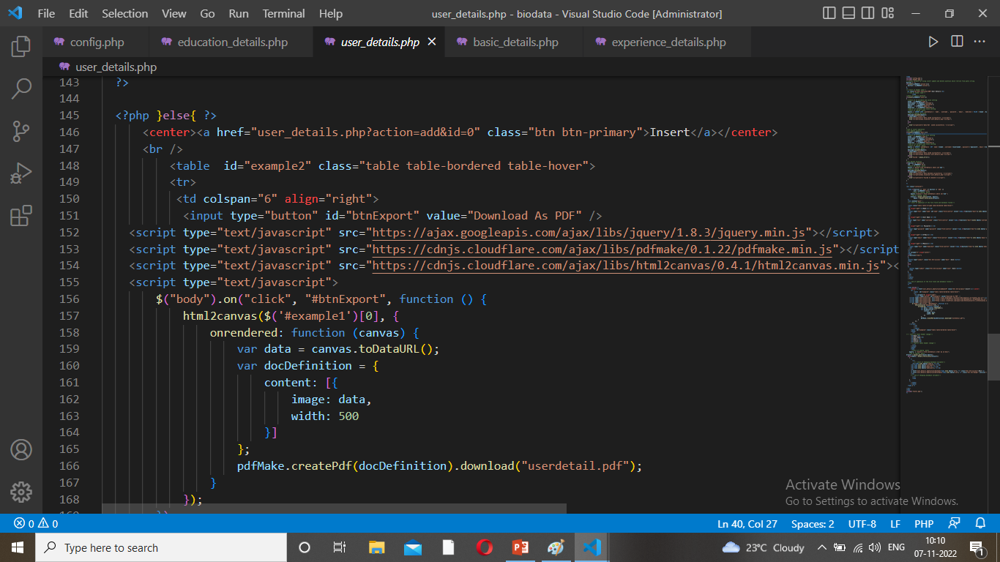 File Edit Selection View Go Run Terminal Help user_details.php - biodata - Visual Studio Code [Administrator]
config.php education_details.php user_details.php basic_details.php experience_details.php
user_details.php
143 ?>
144
145 <?php }else{ ?>
146 <center><a href="user_details.php?action=add&id=0" class="btn btn-primary">Insert</a></center>
147 <br />
148 <table  id="example2" class="table table-bordered table-hover">
149 <tr>
150 <td colspan="6" align="right">
151 <input type="button" id="btnExport" value="Download As PDF" />
152 <script type="text/javascript" src="https://ajax.googleapis.com/ajax/libs/jquery/1.8.3/jquery.min.js"></script>
153 <script type="text/javascript" src="https://cdnjs.cloudflare.com/ajax/libs/pdfmake/0.1.22/pdfmake.min.js"></script
154 <script type="text/javascript" src="https://cdnjs.cloudflare.com/ajax/libs/html2canvas/0.4.1/html2canvas.min.js"><
155 <script type="text/javascript">
156 $("body").on("click", "#btnExport", function () {
157 html2canvas($('#example1')[0], {
158 onrendered: function (canvas) {
159 var data = canvas.toDataURL();
160 var docDefinition = {
161 content: [{
162 image: data,
163 width: 500
164 }]
165 };
166 pdfMake.createPdf(docDefinition).download("userdetail.pdf");
167 }
168 });
Activate Windows
Go to Settings to activate Windows.
0 0 Ln 40, Col 27 Spaces: 2 UTF-8 LF PHP
Type here to search 23°C Cloudy ENG 10:10
07-11-2022 1